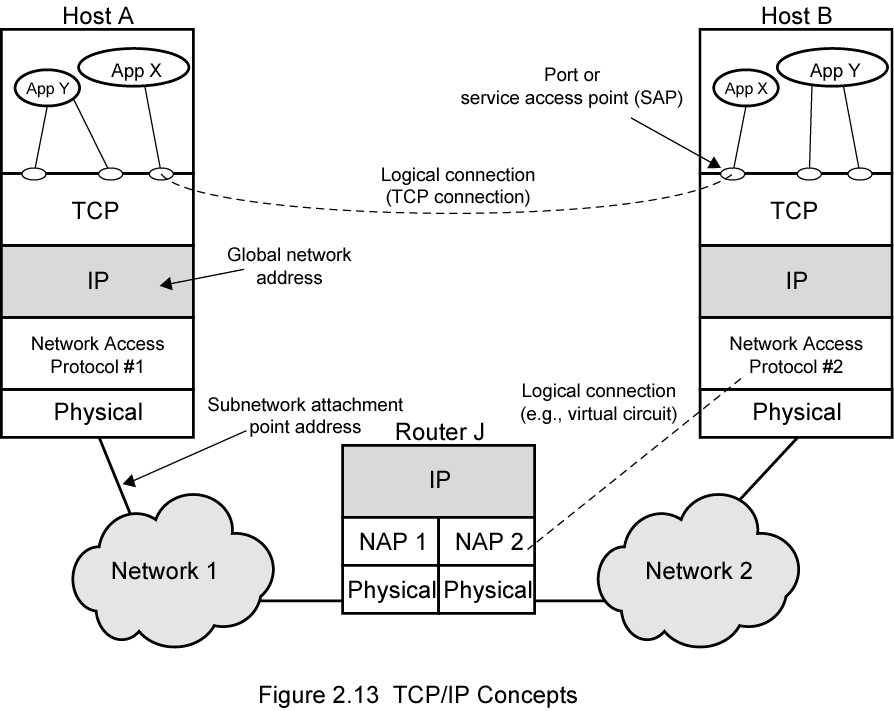 Host A
Host B
App X
App Y
Port or
service access point (SAP)
App Y
App X
Logical connection
(TCP connection)
TCP
TCP
Global network
address
IP
IP
Network Access
Protocol #1
Network Access
Protocol #2
Logical connection
(e.g., virtual circuit)
Physical
Subnetwork attachment
point address
Physical
Router J
IP
NAP 1
NAP 2
Network 1
Network 2
Physical
Physical
Figure 2.13 TCP/IP Concepts